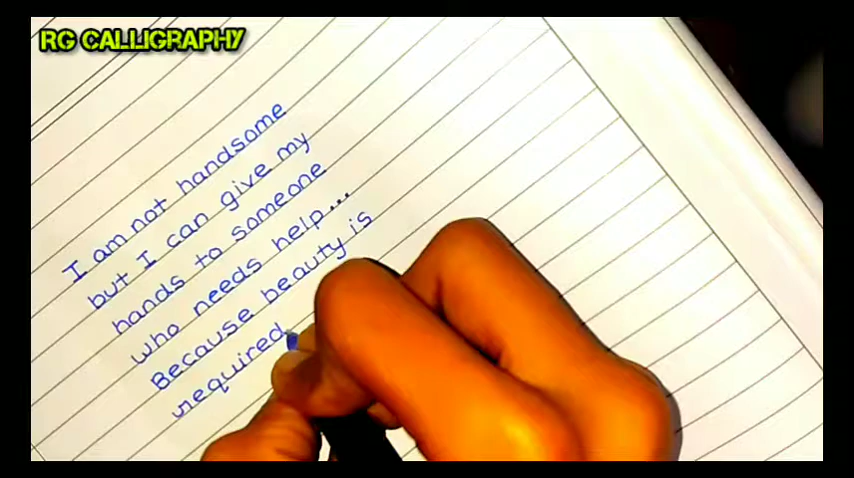 RG CALLIGRAPHY
I am not handsome
but I can give my
hands to someone
who needs help...
Because beauty is
required